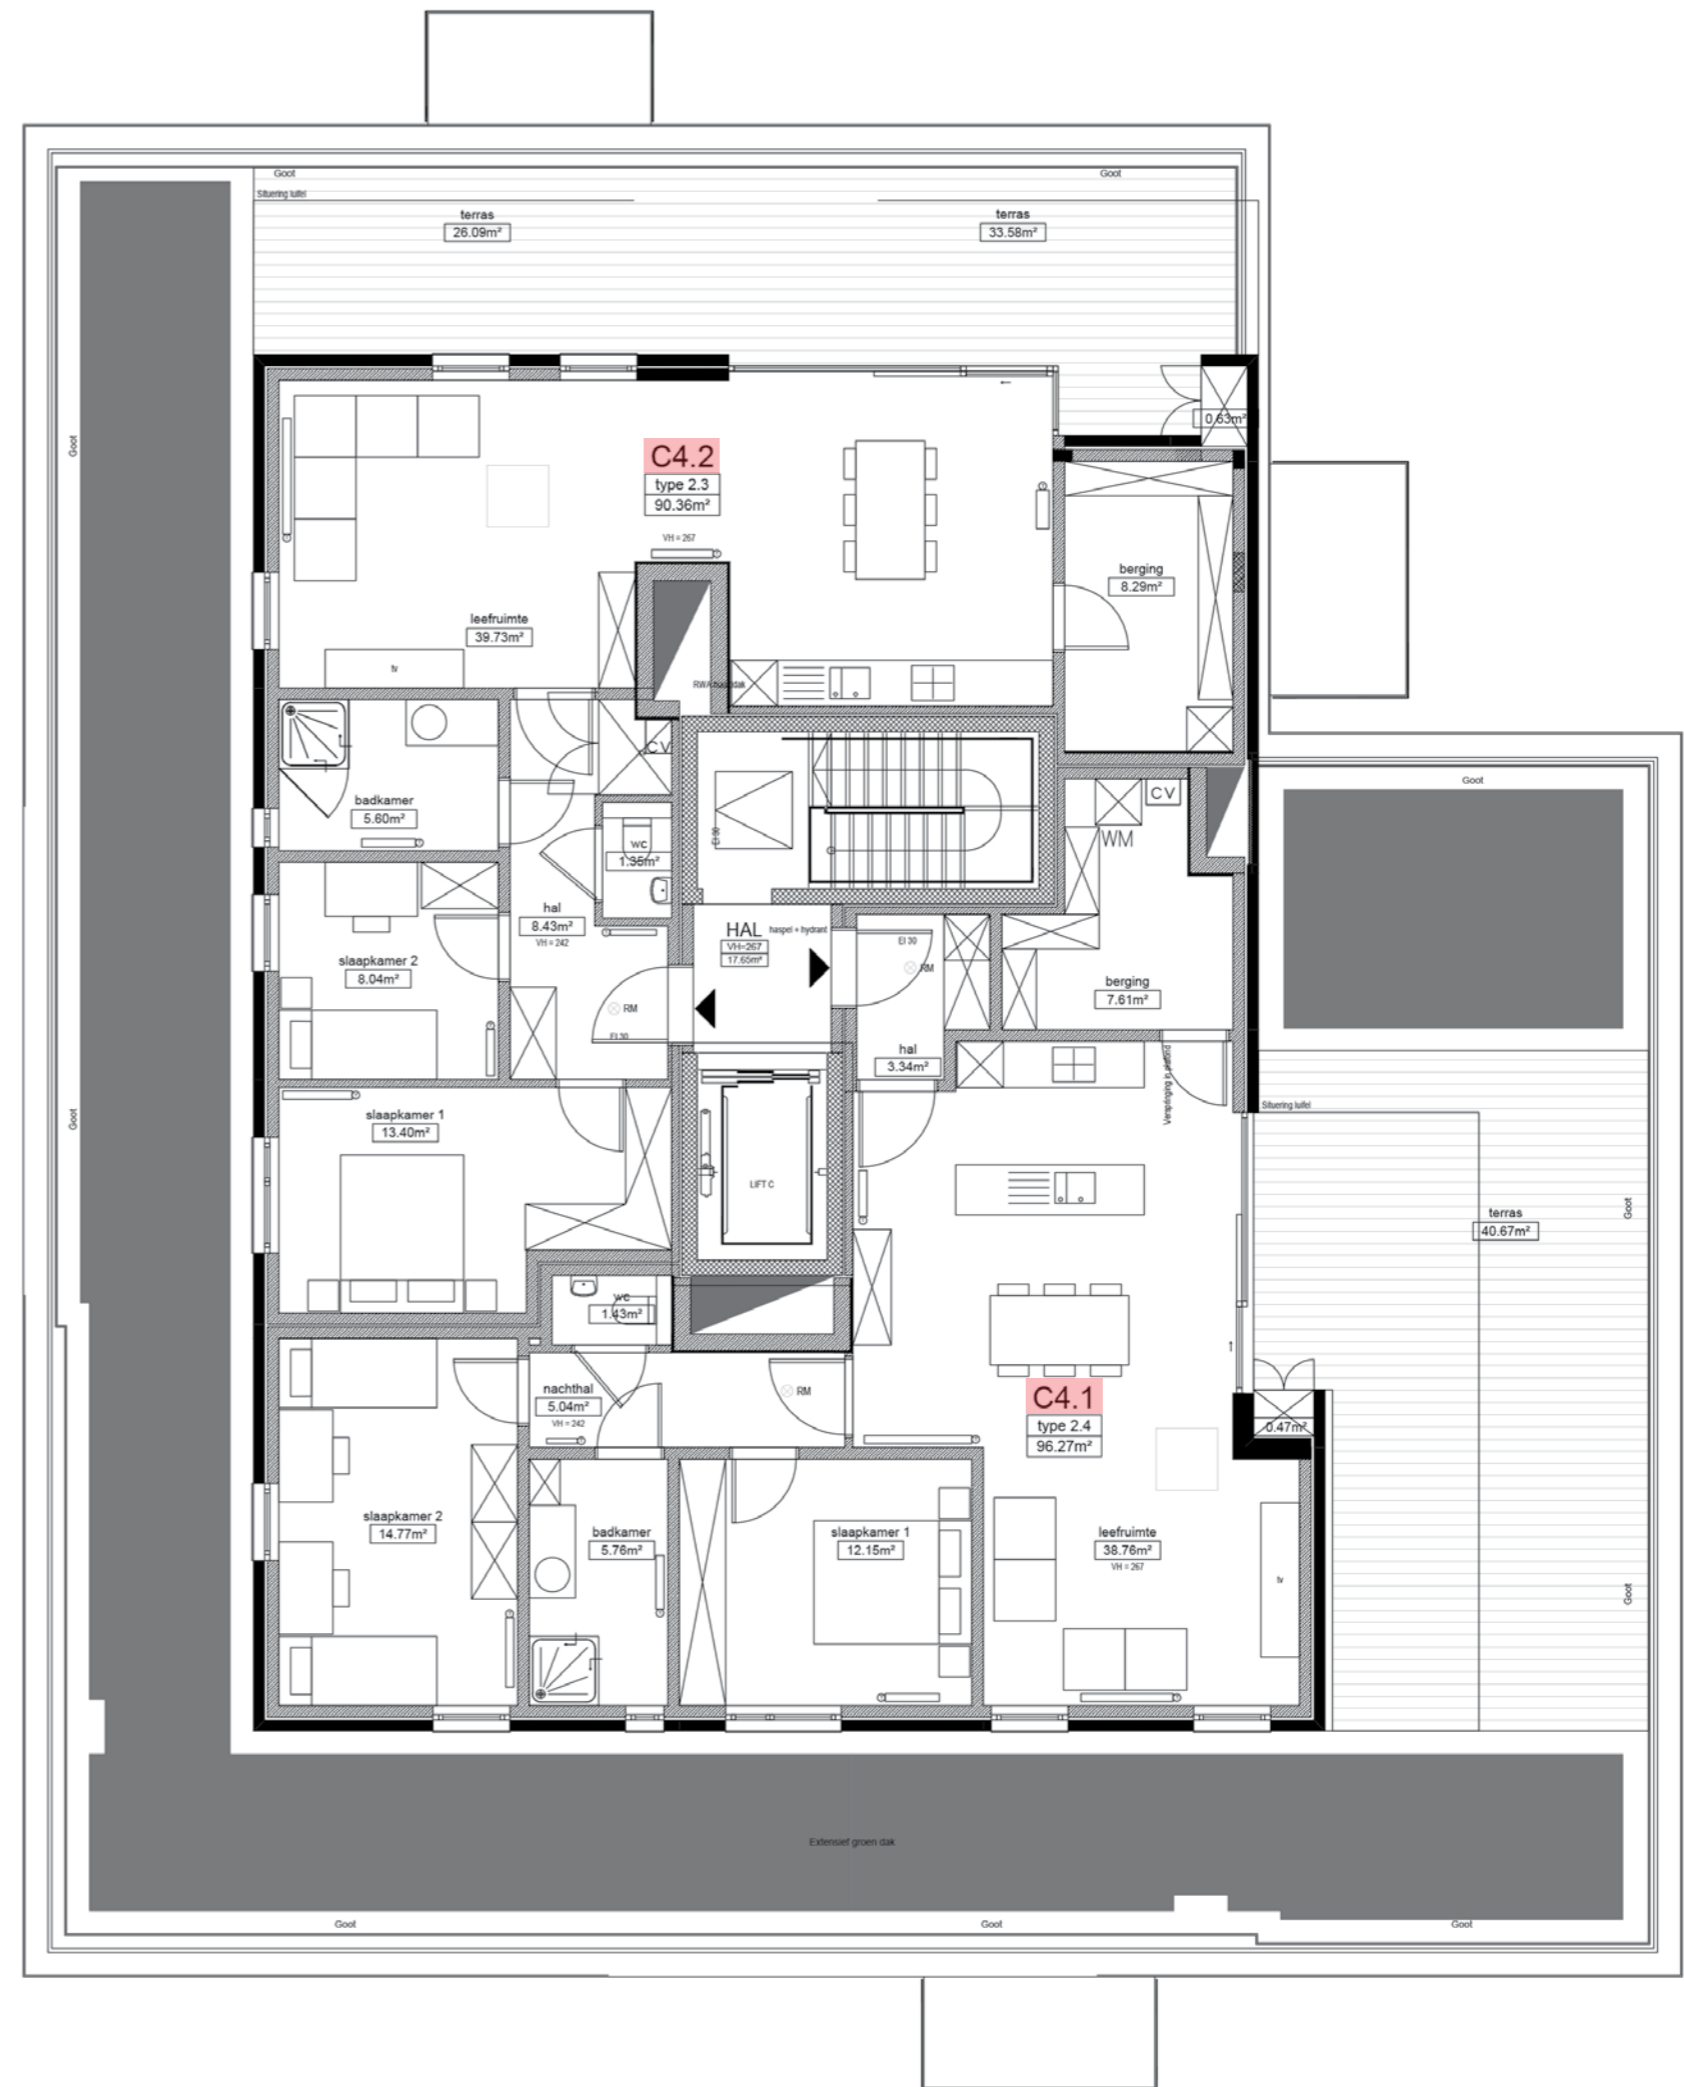 Goot
Goot
Situering luifel
terras
26.09m²
terras
33.58m²
0.63m²
Goot
C4.2
type 2.3
90.36m²
VH = 267
berging
8.29m²
leefruimte
39.73m²
tv
CV
badkamer
5.60m²
wc
1.35m²
EI 30
CV
WM
Goot
hal
8.43m²
VH = 242
HAL
haspel + hydrant
VH=267
17.65m²
EI 30
RM
slaapkamer 2
8.04m²
berging
7.61m²
RM
EI 30
hal
3.34m²
Goot
slaapkamer 1
13.40m²
Situering luifel
LIFT C
terras
40.67m²
Goot
wc
1.43m²
nachthal
5.04m²
VH = 242
RM
C4.1
type 2.4
96.27m²
0.47m²
slaapkamer 2
14.77m²
badkamer
5.76m²
slaapkamer 1
12.15m²
leefruimte
38.76m²
VH = 267
tv
Goot
Extensief groen dak
Goot
Goot
Goot